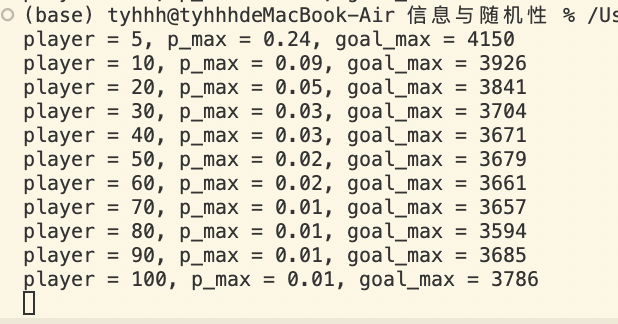 (base) tyhhh@tyhhhdeMacBook-Air 信息与随机性 % /Us
player = 5, p_max = 0.24, goal_max = 4150
player = 10, p_max = 0.09, goal_max = 3926
player = 20, p_max = 0.05, goal_max = 3841
player = 30, p_max = 0.03, goal_max = 3704
player = 40, p_max = 0.03, goal_max = 3671
player = 50, p_max = 0.02, goal_max = 3679
player = 60, p_max = 0.02, goal_max = 3661
player = 70, p_max = 0.01, goal_max = 3657
player = 80, p_max = 0.01, goal_max = 3594
player = 90, p_max = 0.01, goal_max = 3685
player = 100, p_max = 0.01, goal_max = 3786